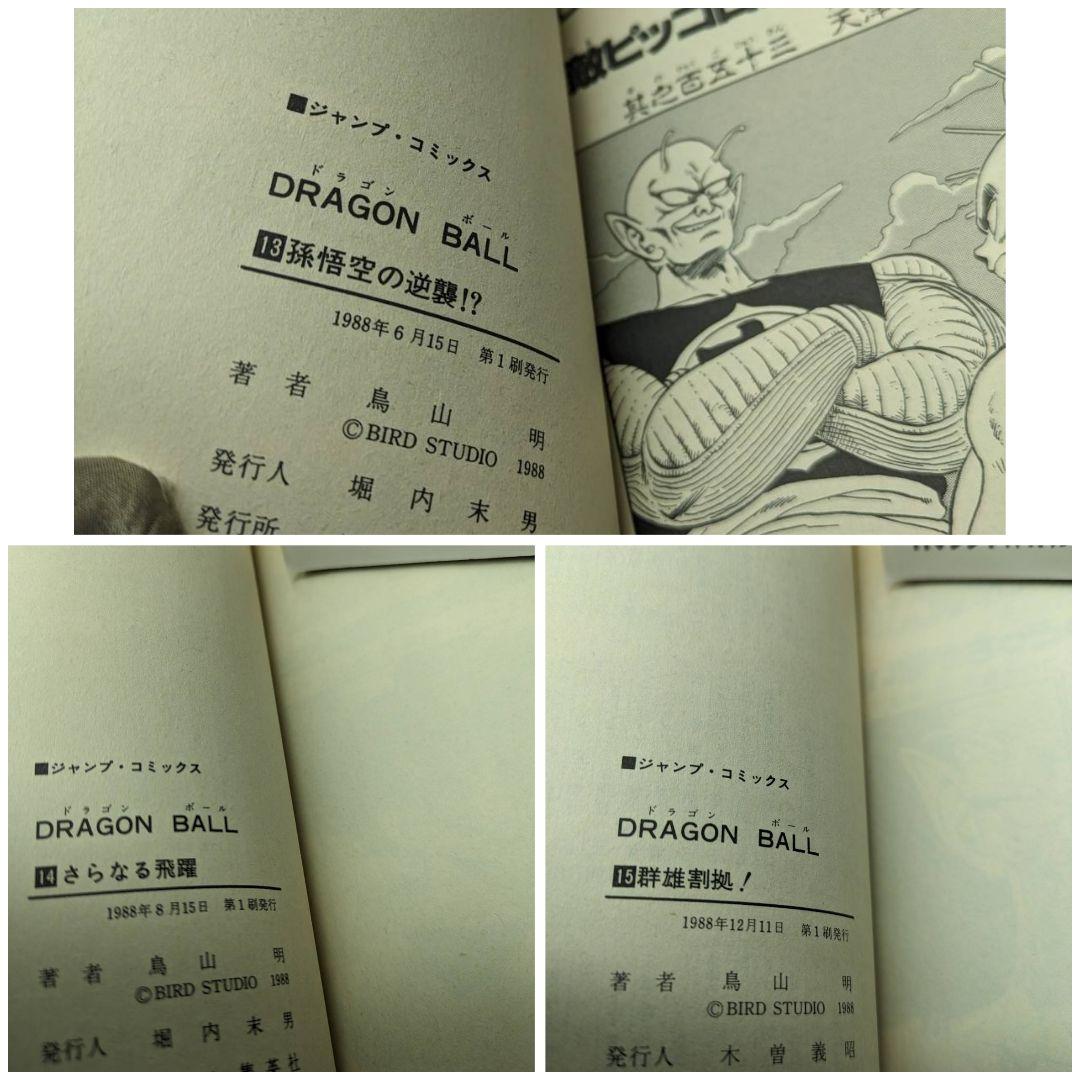 ■ジャンプ・コミックス
ドラゴン ボール
DRAGON BALL
13孫悟空の逆襲!?
1988年6月15日 第1刷発行
著者 鳥山 明
©BIRD STUDIO 1988
発行人 堀内末男
発行所
敵ピッコロ
其之百五十三 天津
■ジャンプ・コミックス
ドラゴン ボール
DRAGON BALL
14さらなる飛躍
1988年8月15日 第1刷発行
著者 鳥山 明
©BIRD STUDIO 1988
発行人 堀内末男
集英社
■ジャンプ・コミックス
ドラゴン ボール
DRAGON BALL
15群雄割拠!
1988年12月11日 第1刷発行
著者 鳥山 明
©BIRD STUDIO 1988
発行人 木曽義昭